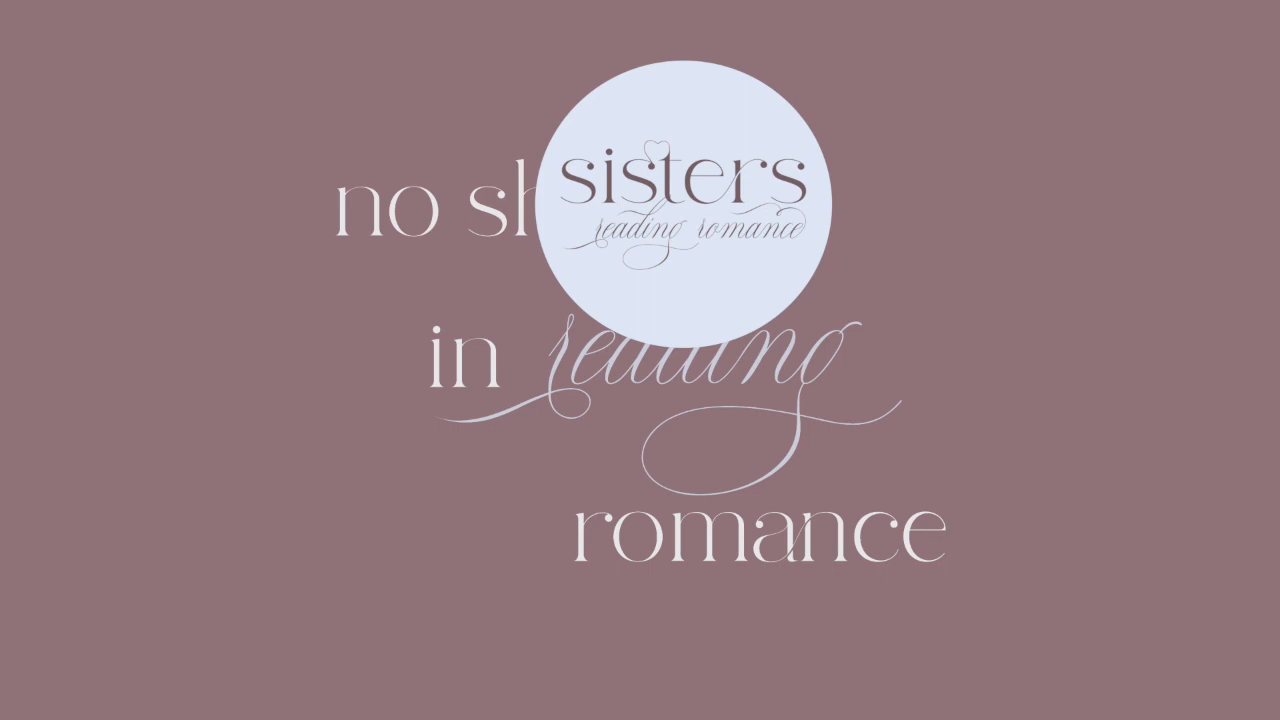 no sh
sisters
reading romance
in reading
romance